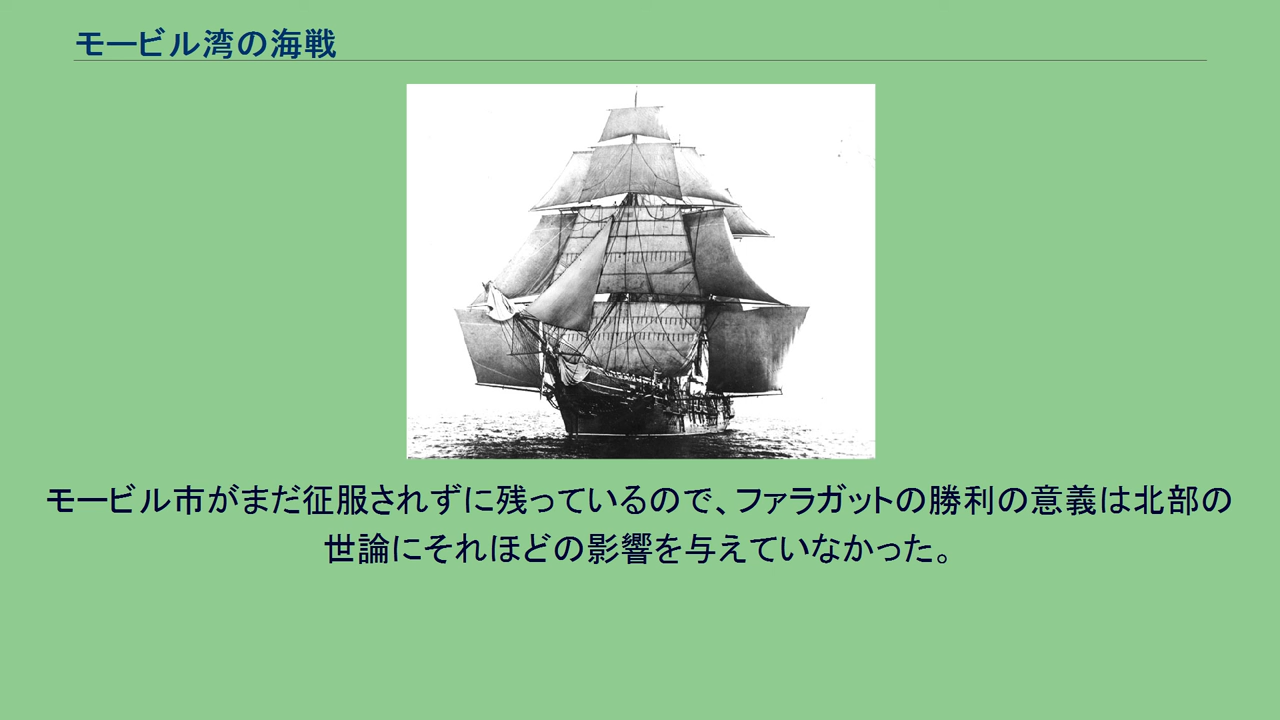 モービル湾の海戦
モービル市がまだ征服されずに残っているので、ファラガットの勝利の意義は北部の
世論にそれほどの影響を与えていなかった。